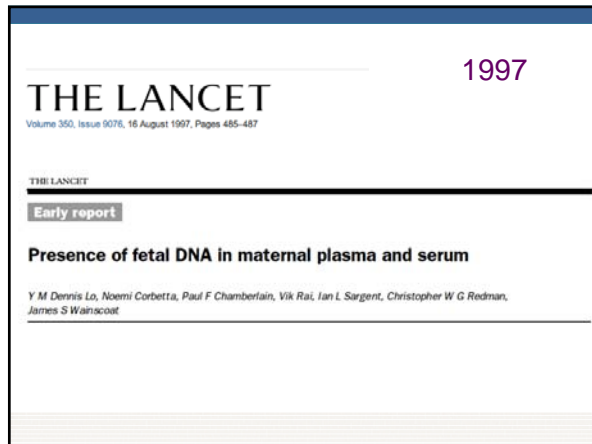 1997
THE LANCET
Volume 350, Issue 9076, 16 August 1997, Pages 485–487
THE LANCET
Early report
Presence of fetal DNA in maternal plasma and serum
Y M Dennis Lo, Noemi Corbetta, Paul F Chamberlain, Vik Rai, Ian L Sargent, Christopher W G Redman,
James S Wainscoat